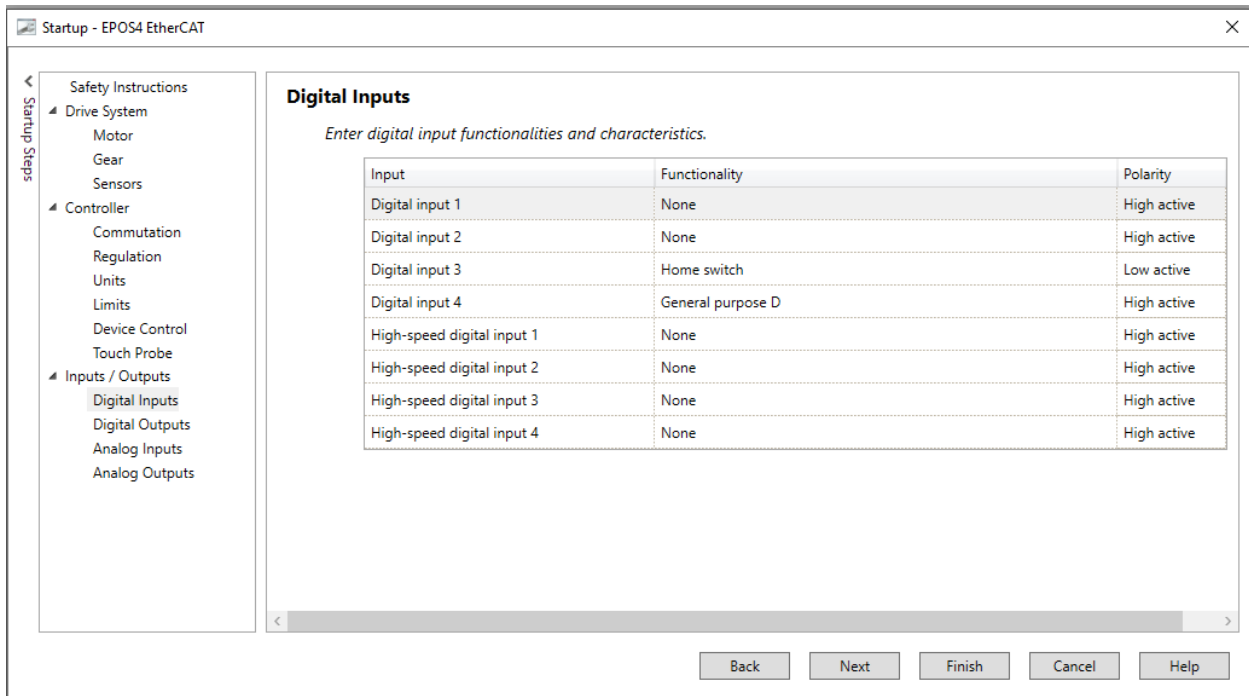 Startup - EPOS4 EtherCAT
Startup Steps
Safety Instructions
Drive System
Motor
Gear
Sensors
Controller
Commutation
Regulation
Units
Limits
Device Control
Touch Probe
Inputs / Outputs
Digital Inputs
Digital Outputs
Analog Inputs
Analog Outputs
Digital Inputs
Enter digital input functionalities and characteristics.
Input Functionality Polarity
Digital input 1 None High active
Digital input 2 None High active
Digital input 3 Home switch Low active
Digital input 4 General purpose D High active
High-speed digital input 1 None High active
High-speed digital input 2 None High active
High-speed digital input 3 None High active
High-speed digital input 4 None High active
Back Next Finish Cancel Help